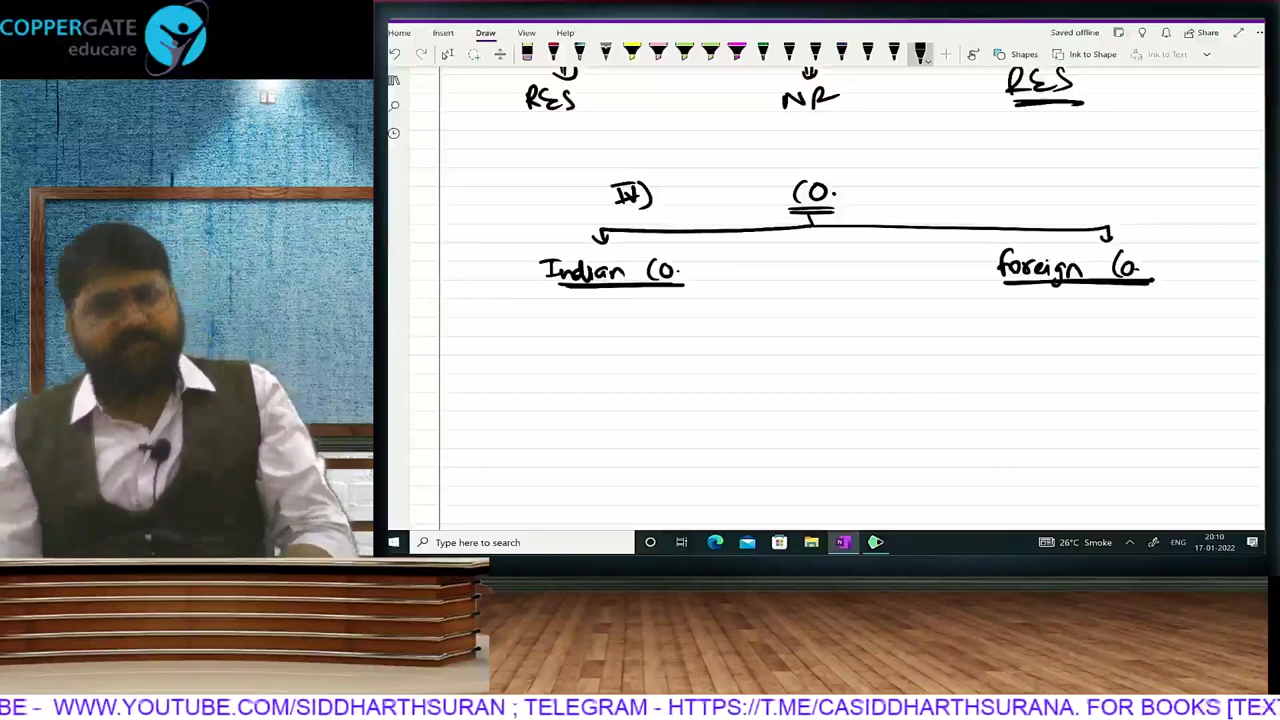 COPPERGATE
educare
Home Insert Draw View Help
Saved offline
Share
Shapes
Ink to Shape
Ink to Text
RES NR RES
IV) CO.
Indian CO. foreign CO.
Type here to search
26°C Smoke
ENG
20:10
17-01-2022
BE - WWW.YOUTUBE.COM/SIDDHARTHSURAN ; TELEGRAM - HTTPS://T.ME/CASIDDHARTHSURANA. FOR BOOKS [TEX